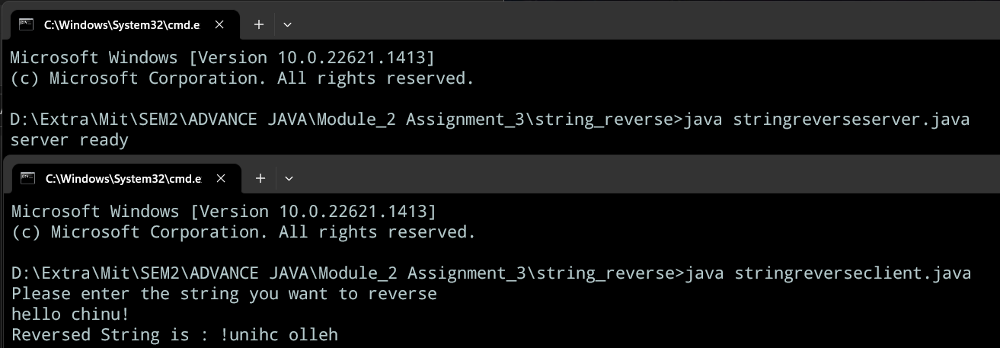 C:\Windows\System32\cmd.e
Microsoft Windows [Version 10.0.22621.1413]
(c) Microsoft Corporation. All rights reserved.
D:\Extra\Mit\SEM2\ADVANCE JAVA\Module_2 Assignment_3\string_reverse>java stringreverseserver.java
server ready
C:\Windows\System32\cmd.e
Microsoft Windows [Version 10.0.22621.1413]
(c) Microsoft Corporation. All rights reserved.
D:\Extra\Mit\SEM2\ADVANCE JAVA\Module_2 Assignment_3\string_reverse>java stringreverseclient.java
Please enter the string you want to reverse
hello chinu!
Reversed String is : !unihc olleh